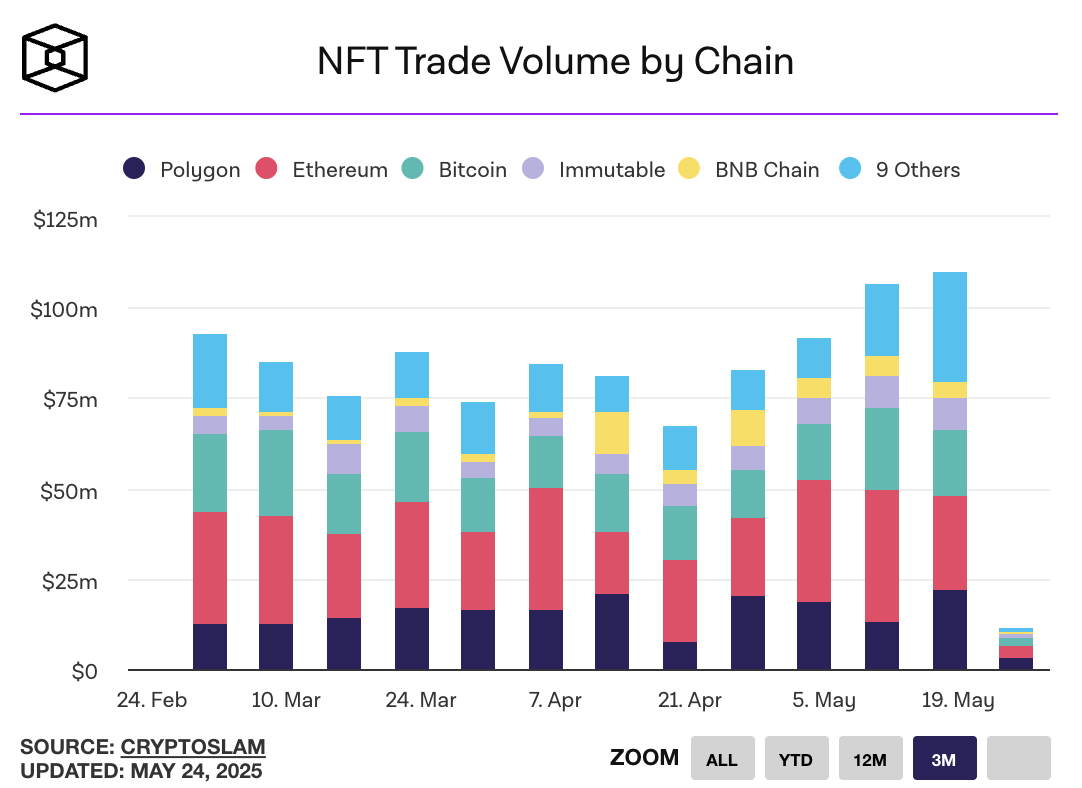 NFT Trade Volume by Chain
Polygon Ethereum Bitcoin Immutable BNB Chain 9 Others
$125m
$100m
$75m
$50m
$25m
$0
24. Feb 10. Mar 24. Mar 7. Apr 21. Apr 5. May 19. May
SOURCE: CRYPTOSLAM
UPDATED: MAY 24, 2025
ZOOM ALL YTD 12M 3M